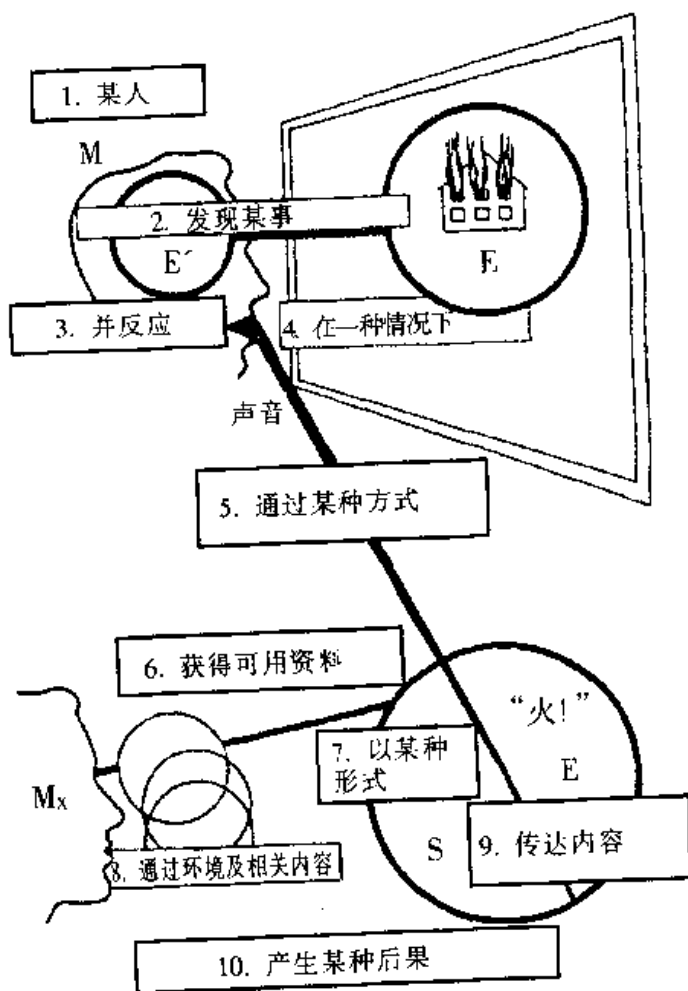 1. 某人
M
2. 发现某事
E´
E
3. 并反应
4. 在一种情况下
声音
5. 通过某种方式
6. 获得可用资料
“火！”
7. 以某种
形式
E
Mx
S
9. 传达内容
8. 通过环境及相关内容
10. 产生某种后果